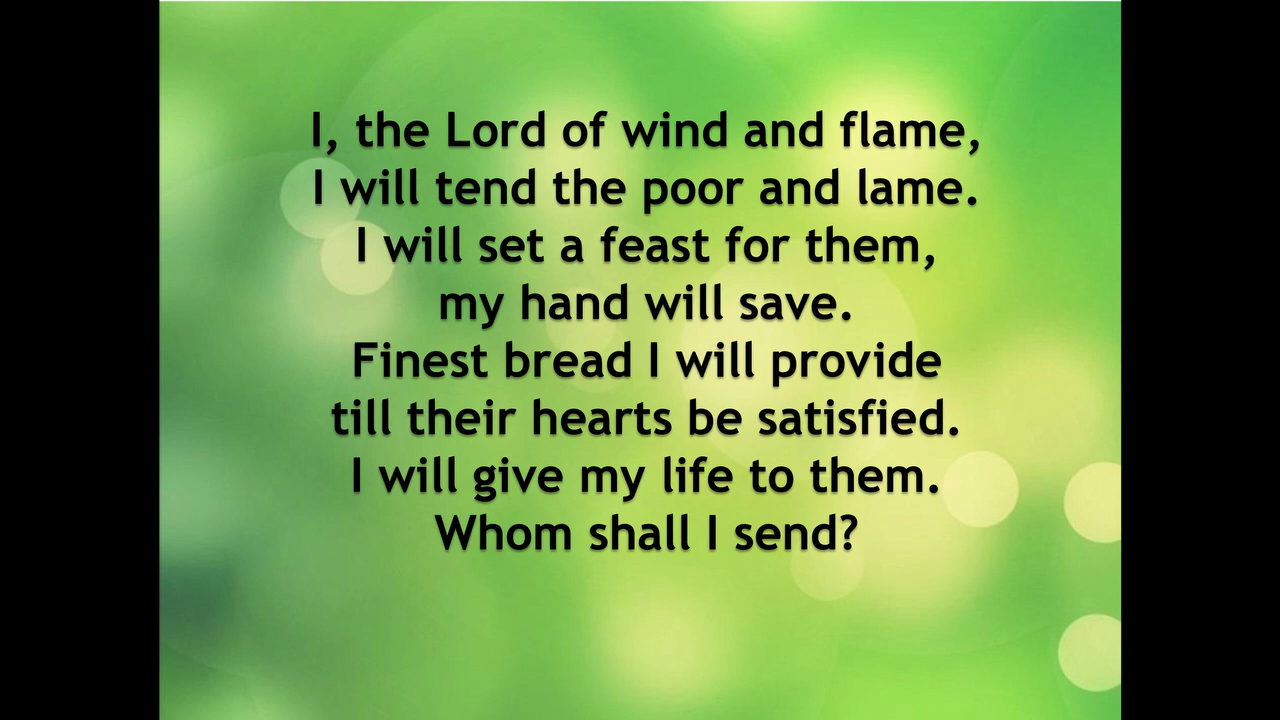 I, the Lord of wind and flame,
I will tend the poor and lame.
I will set a feast for them,
my hand will save.
Finest bread I will provide
till their hearts be satisfied.
I will give my life to them.
Whom shall I send?